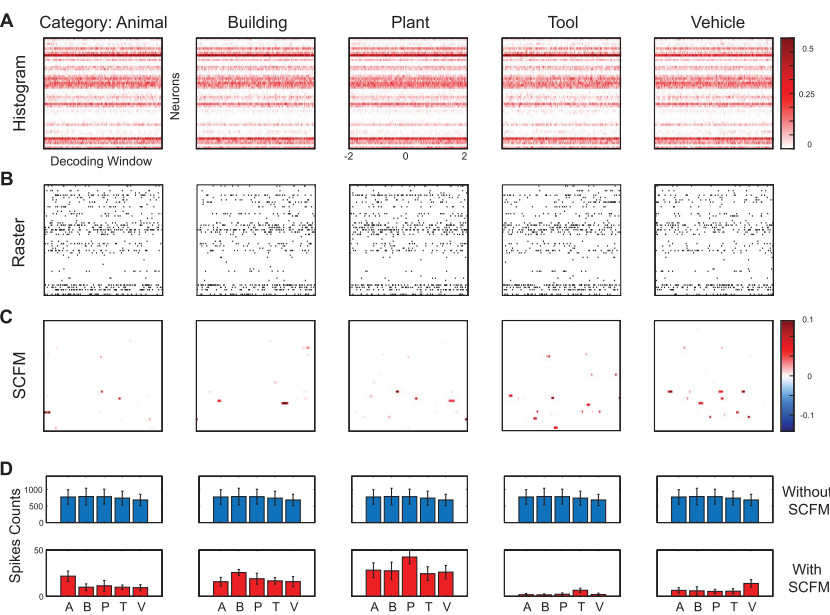 A
Category: Animal
Building
Plant
Tool
Vehicle
Histogram
Neurons
0.5
0.25
0
Decoding Window
-2
0
2
B
Raster
C
SCFM
0.1
0
-0.1
D
Spikes Counts
1000
500
0
Without
SCFM
50
0
With
SCFM
A B P T V
A B P T V
A B P T V
A B P T V
A B P T V